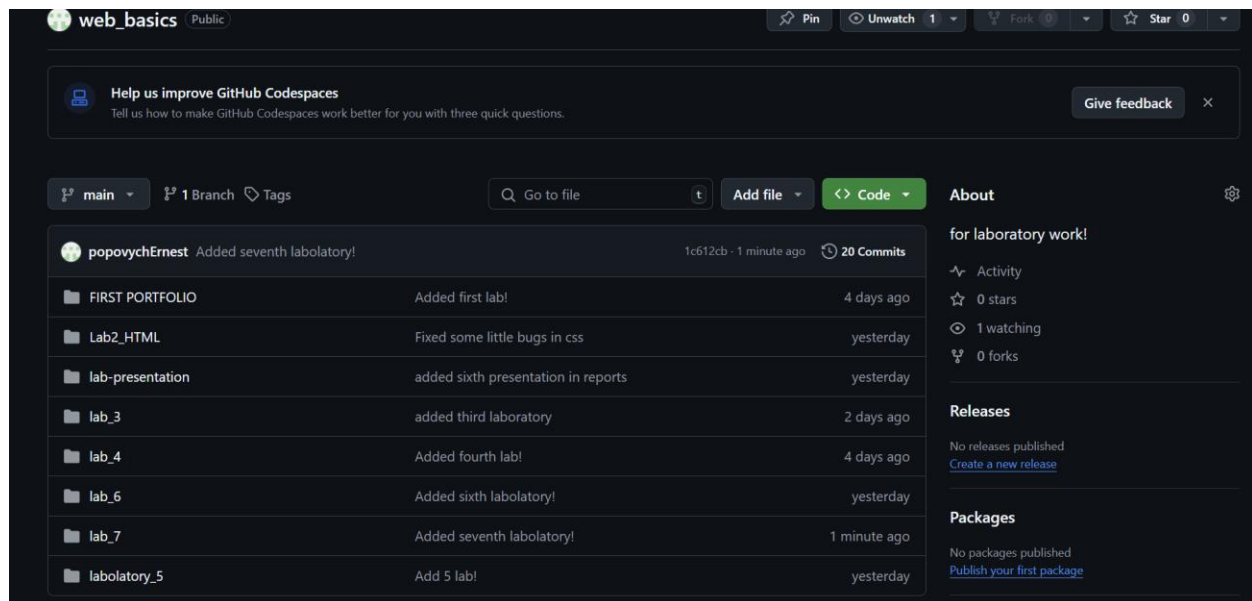 web_basics Public Pin Unwatch 1 Fork 0 Star 0
Help us improve GitHub Codespaces
Tell us how to make GitHub Codespaces work better for you with three quick questions.
Give feedback
main 1 Branch Tags Go to file t Add file Code
popovychErnest Added seventh labolatory! 1c612cb · 1 minute ago 20 Commits
FIRST PORTFOLIO Added first lab! 4 days ago
Lab2_HTML Fixed some little bugs in css yesterday
lab-presentation added sixth presentation in reports yesterday
lab_3 added third laboratory 2 days ago
lab_4 Added fourth lab! 4 days ago
lab_6 Added sixth labolatory! yesterday
lab_7 Added seventh labolatory! 1 minute ago
labolatory_5 Add 5 lab! yesterday
About
for laboratory work!
Activity
0 stars
1 watching
0 forks
Releases
No releases published
Create a new release
Packages
No packages published
Publish your first package